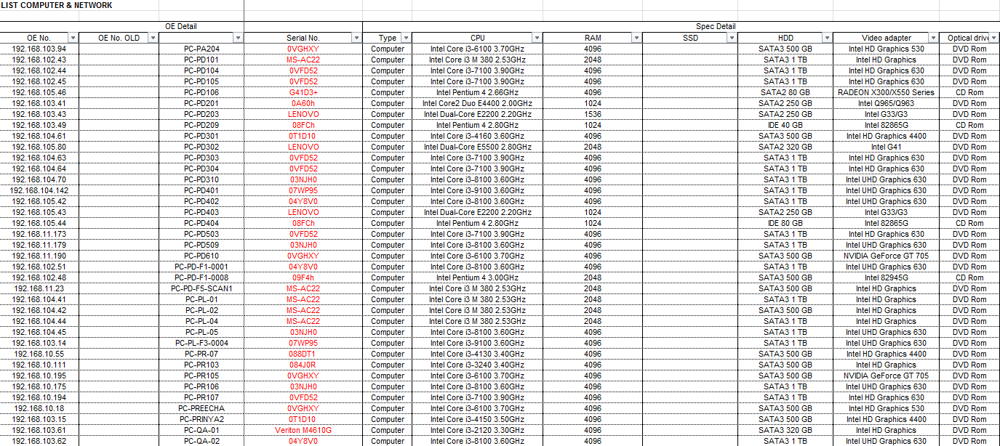 LIST COMPUTER & NETWORK
OE Detail Spec Detail
OE No. OE No. OLD Serial No. Type CPU RAM SSD HDD Video adapter Optical drive
192.168.103.94 PC-PA204 0VGHXY Computer Intel Core i3-6100 3.70GHz 4096 SATA3 500 GB Intel HD Graphics 530 DVD Rom
192.168.102.43 PC-PD101 MS-AC22 Computer Intel Core i3 M 380 2.53GHz 2048 SATA3 1 TB Intel HD Graphics DVD Rom
192.168.102.44 PC-PD104 0VFD52 Computer Intel Core i3-7100 3.90GHz 4096 SATA3 1 TB Intel HD Graphics 630 DVD Rom
192.168.102.45 PC-PD105 0VFD52 Computer Intel Core i3-7100 3.90GHz 4096 SATA3 1 TB Intel HD Graphics 630 DVD Rom
192.168.105.46 PC-PD106 G41D3+ Computer Intel Pentium 4 2.66GHz 4096 SATA2 80 GB RADEON X300/X550 Series CD Rom
192.168.103.41 PC-PD201 0A60h Computer Intel Core2 Duo E4400 2.00GHz 1024 SATA2 250 GB Intel Q965/Q963 DVD Rom
192.168.103.43 PC-PD203 LENOVO Computer Intel Dual-Core E2200 2.20GHz 1536 SATA2 250 GB Intel G33/G3 DVD Rom
192.168.103.49 PC-PD209 08FCh Computer Intel Pentium 4 2.80GHz 1024 IDE 40 GB Intel 82865G CD Rom
192.168.104.61 PC-PD301 0T1D10 Computer Intel Core i3-4160 3.60GHz 4096 SATA3 500 GB Intel HD Graphics 4400 DVD Rom
192.168.105.80 PC-PD302 LENOVO Computer Intel Dual-Core E5500 2.80GHz 2048 SATA2 320 GB Intel G41 DVD Rom
192.168.104.63 PC-PD303 0VFD52 Computer Intel Core i3-7100 3.90GHz 4096 SATA3 1 TB Intel HD Graphics 630 DVD Rom
192.168.104.64 PC-PD304 0VFD52 Computer Intel Core i3-7100 3.90GHz 4096 SATA3 1 TB Intel HD Graphics 630 DVD Rom
192.168.104.70 PC-PD310 03NJH0 Computer Intel Core i3-8100 3.60GHz 4096 SATA3 1 TB Intel UHD Graphics 630 DVD Rom
192.168.104.142 PC-PD401 07WP95 Computer Intel Core i3-9100 3.60GHz 4096 SATA3 1 TB Intel UHD Graphics 630 DVD Rom
192.168.105.42 PC-PD402 04Y8V0 Computer Intel Core i3-8100 3.60GHz 4096 SATA3 1 TB Intel UHD Graphics 630 DVD Rom
192.168.105.43 PC-PD403 LENOVO Computer Intel Dual-Core E2200 2.20GHz 1024 SATA2 250 GB Intel G33/G3 DVD Rom
192.168.105.44 PC-PD404 08FCh Computer Intel Pentium 4 2.80GHz 1024 IDE 80 GB Intel 82865G CD Rom
192.168.11.173 PC-PD503 0VFD52 Computer Intel Core i3-7100 3.90GHz 4096 SATA3 1 TB Intel HD Graphics 630 DVD Rom
192.168.11.179 PC-PD509 03NJH0 Computer Intel Core i3-8100 3.60GHz 4096 SATA3 1 TB Intel UHD Graphics 630 DVD Rom
192.168.11.190 PC-PD610 0VGHXY Computer Intel Core i3-6100 3.70GHz 4096 SATA3 500 GB NVIDIA GeForce GT 705 DVD Rom
192.168.102.51 PC-PD-F1-0001 04Y8V0 Computer Intel Core i3-8100 3.60GHz 4096 SATA3 1 TB Intel UHD Graphics 630 DVD Rom
192.168.102.48 PC-PD-F1-0008 09F4h Computer Intel Pentium 4 3.00GHz 2048 SATA3 500 GB Intel 82945G CD Rom
192.168.11.23 PC-PD-F5-SCAN1 MS-AC22 Computer Intel Core i3 M 380 2.53GHz 2048 SATA3 500 GB Intel HD Graphics DVD Rom
192.168.104.41 PC-PL-01 MS-AC22 Computer Intel Core i3 M 380 2.53GHz 2048 SATA3 1 TB Intel HD Graphics DVD Rom
192.168.104.42 PC-PL-02 MS-AC22 Computer Intel Core i3 M 380 2.53GHz 2048 SATA3 500 GB Intel HD Graphics DVD Rom
192.168.104.44 PC-PL-04 MS-AC22 Computer Intel Core i3 M 380 2.53GHz 2048 SATA3 1 TB Intel HD Graphics DVD Rom
192.168.104.45 PC-PL-05 03NJH0 Computer Intel Core i3-8100 3.60GHz 4096 SATA3 1 TB Intel UHD Graphics 630 DVD Rom
192.168.103.14 PC-PL-F3-0004 07WP95 Computer Intel Core i3-9100 3.60GHz 4096 SATA3 1 TB Intel UHD Graphics 630 DVD Rom
192.168.10.55 PC-PR-07 088DT1 Computer Intel Core i3-4130 3.40GHz 4096 SATA3 500 GB Intel HD Graphics 4400 DVD Rom
192.168.10.111 PC-PR103 084J0R Computer Intel Core i3-3240 3.40GHz 4096 SATA3 500 GB Intel HD Graphics DVD Rom
192.168.10.195 PC-PR105 0VGHXY Computer Intel Core i3-6100 3.70GHz 4096 SATA3 500 GB NVIDIA GeForce GT 705 DVD Rom
192.168.10.175 PC-PR106 03NJH0 Computer Intel Core i3-8100 3.60GHz 4096 SATA3 1 TB Intel UHD Graphics 630 DVD Rom
192.168.10.194 PC-PR107 0VFD52 Computer Intel Core i3-7100 3.90GHz 4096 SATA3 1 TB Intel HD Graphics 630 DVD Rom
192.168.10.18 PC-PREECHA 0VGHXY Computer Intel Core i3-6100 3.70GHz 4096 SATA3 500 GB Intel HD Graphics 530 DVD Rom
192.168.103.15 PC-PRINYA2 0T1D10 Computer Intel Core i3-4150 3.50GHz 4096 SATA3 500 GB Intel HD Graphics 4400 DVD Rom
192.168.103.61 PC-QA-01 Veriton M4610G Computer Intel Core i3-2120 3.30GHz 4096 SATA3 320 GB Intel HD Graphics DVD Rom
192.168.103.62 PC-QA-02 04Y8V0 Computer Intel Core i3-8100 3.60GHz 4096 SATA3 1 TB Intel UHD Graphics 630 DVD Rom